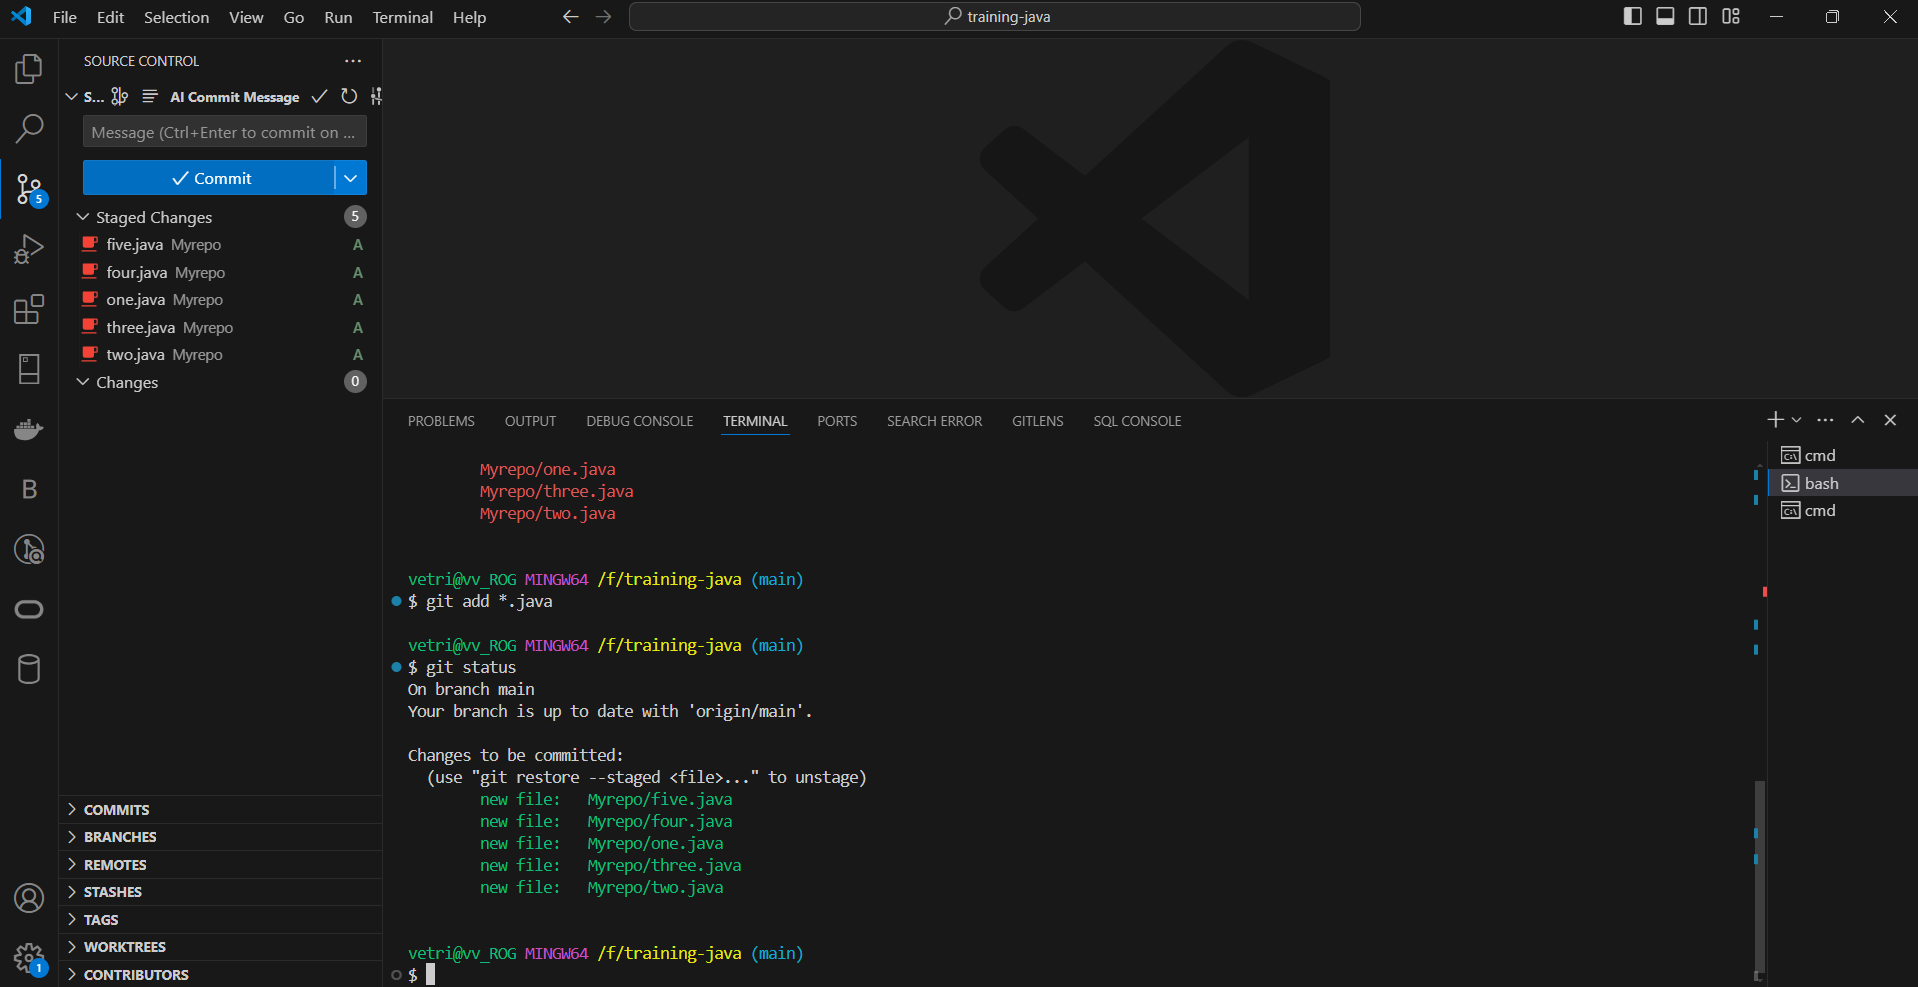 File Edit Selection View Go Run Terminal Help
training-java
SOURCE CONTROL
S... AI Commit Message
Message (Ctrl+Enter to commit on ...
Commit
5
Staged Changes 5
five.java Myrepo A
four.java Myrepo A
one.java Myrepo A
three.java Myrepo A
two.java Myrepo A
Changes 0
B
COMMITS
BRANCHES
REMOTES
STASHES
TAGS
WORKTREES
CONTRIBUTORS
1
PROBLEMS OUTPUT DEBUG CONSOLE TERMINAL PORTS SEARCH ERROR GITLENS SQL CONSOLE
Myrepo/one.java
Myrepo/three.java
Myrepo/two.java
vetri@vv_ROG MINGW64 /f/training-java (main)
$ git add *.java
vetri@vv_ROG MINGW64 /f/training-java (main)
$ git status
On branch main
Your branch is up to date with 'origin/main'.
Changes to be committed:
(use "git restore --staged <file>..." to unstage)
new file: Myrepo/five.java
new file: Myrepo/four.java
new file: Myrepo/one.java
new file: Myrepo/three.java
new file: Myrepo/two.java
vetri@vv_ROG MINGW64 /f/training-java (main)
$
cmd
bash
cmd